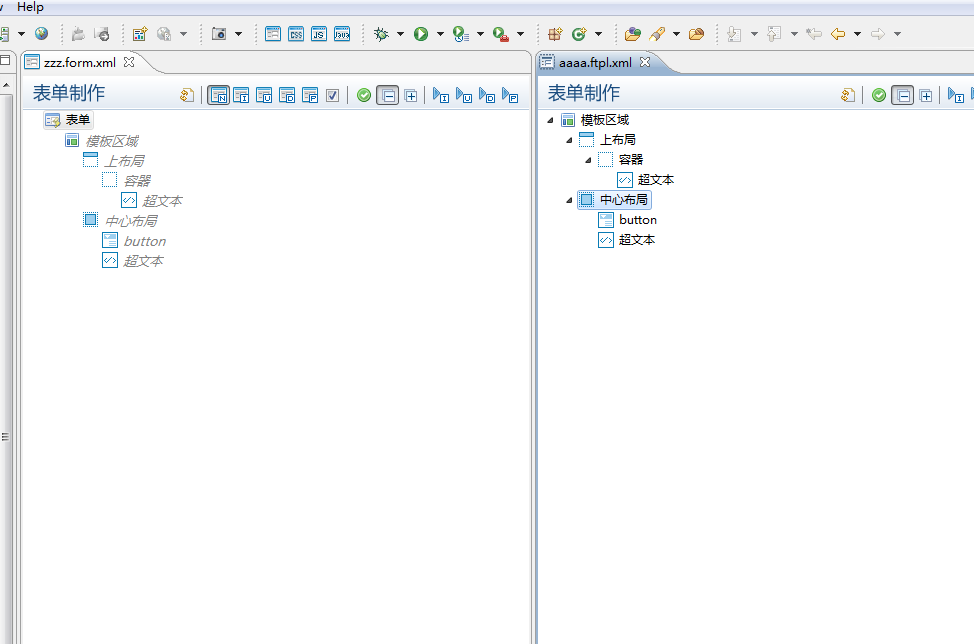 Help
zzz.form.xml
表单制作
表单
模板区域
上布局
容器
超文本
中心布局
button
超文本
aaaa.ftpl.xml
表单制作
模板区域
上布局
容器
超文本
中心布局
button
超文本